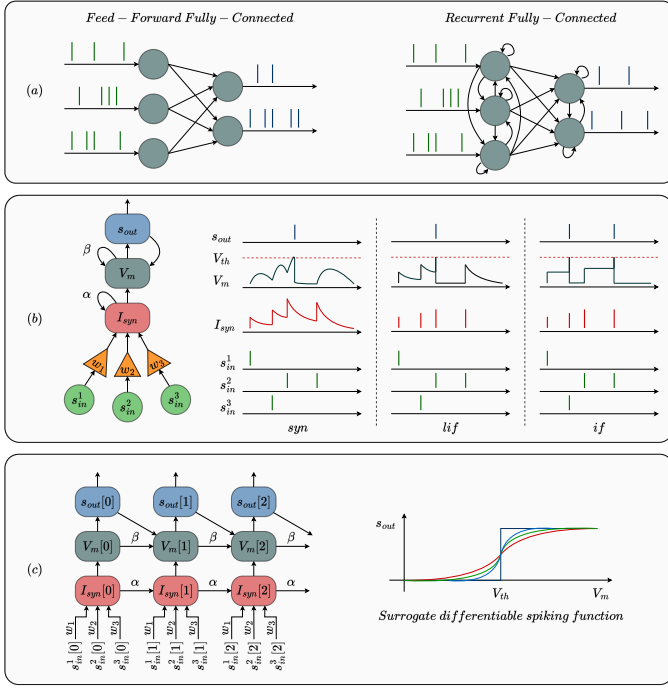 Feed-Forward Fully-Connected
Recurrent Fully-Connected
(a)
(b)
s_out
β
V_m
α
I_syn
w_1
w_2
w_3
s_in^1
s_in^2
s_in^3
s_out
V_th
V_m
I_syn
s_in^1
s_in^2
s_in^3
syn
lif
if
(c)
s_out[0]
s_out[1]
s_out[2]
V_m[0]
β
V_m[1]
β
V_m[2]
β
I_syn[0]
α
I_syn[1]
α
I_syn[2]
α
w_1
w_2
w_3
w_1
w_2
w_3
w_1
w_2
w_3
s_in^1[0]
s_in^2[0]
s_in^3[0]
s_in^1[1]
s_in^2[1]
s_in^3[1]
s_in^1[2]
s_in^2[2]
s_in^3[2]
s_out
V_th
V_m
Surrogate differentiable spiking function